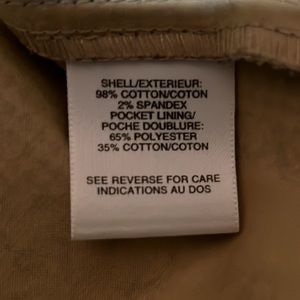 SHELL/EXTERIEUR:
98% COTTON/COTON
2% SPANDEX
POCKET LINING/
POCHE DOUBLURE:
65% POLYESTER
35% COTTON/COTON
SEE REVERSE FOR CARE
INDICATIONS AU DOS